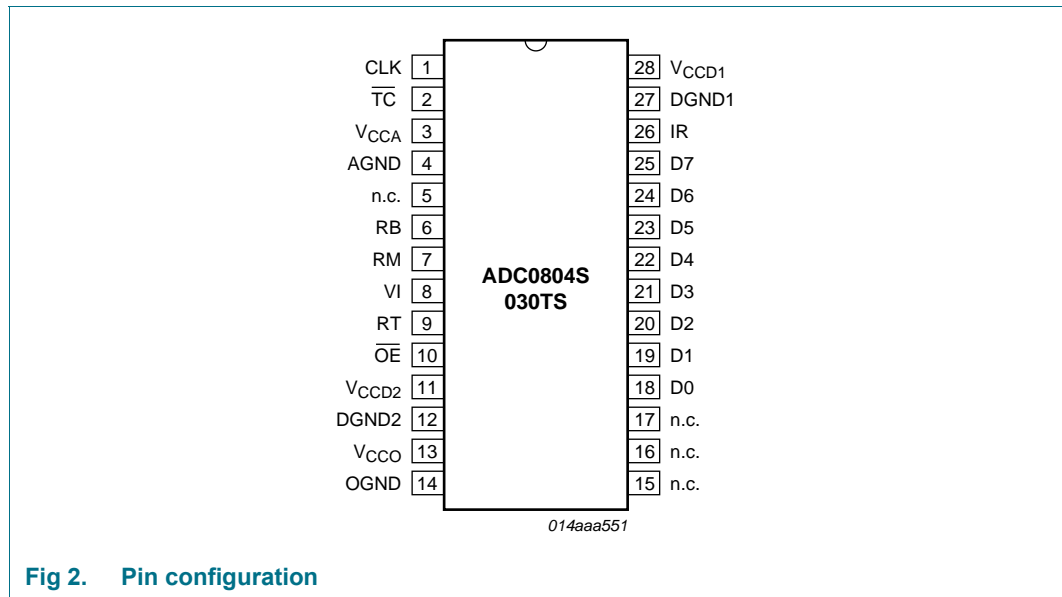 CLK 1
TC 2
VCCA 3
AGND 4
n.c. 5
RB 6
RM 7
VI 8
RT 9
OE 10
VCCD2 11
DGND2 12
VCCO 13
OGND 14
ADC0804S
030TS
28 VCCD1
27 DGND1
26 IR
25 D7
24 D6
23 D5
22 D4
21 D3
20 D2
19 D1
18 D0
17 n.c.
16 n.c.
15 n.c.
014aaa551
Fig 2. Pin configuration